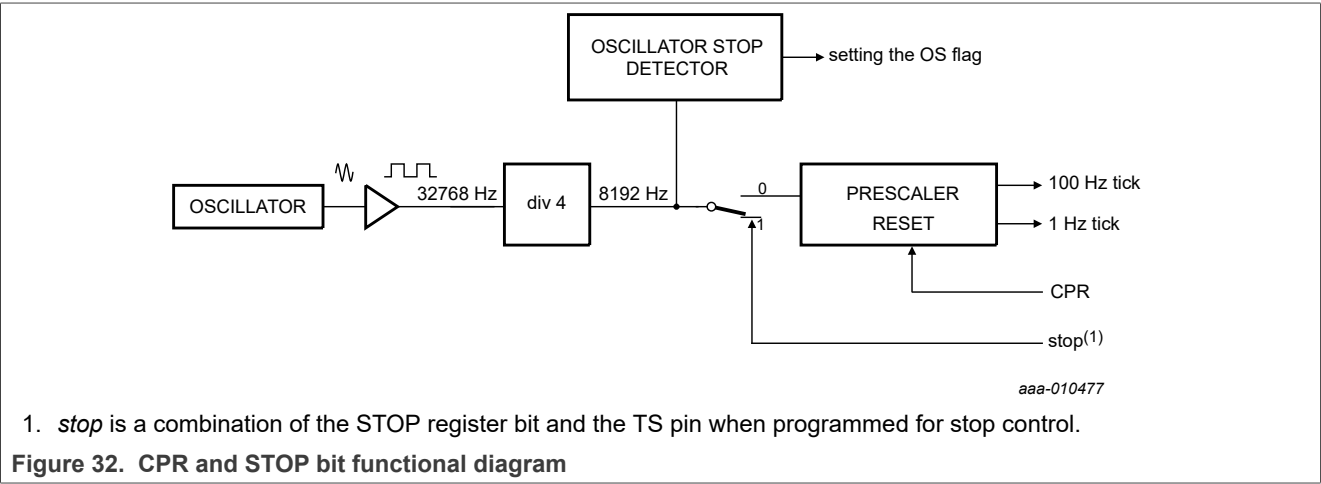 OSCILLATOR STOP
DETECTOR
setting the OS flag
OSCILLATOR
32768 Hz
div 4
8192 Hz
0
1
PRESCALER
RESET
100 Hz tick
1 Hz tick
CPR
stop(1)
aaa-010477
1. stop is a combination of the STOP register bit and the TS pin when programmed for stop control.
Figure 32. CPR and STOP bit functional diagram